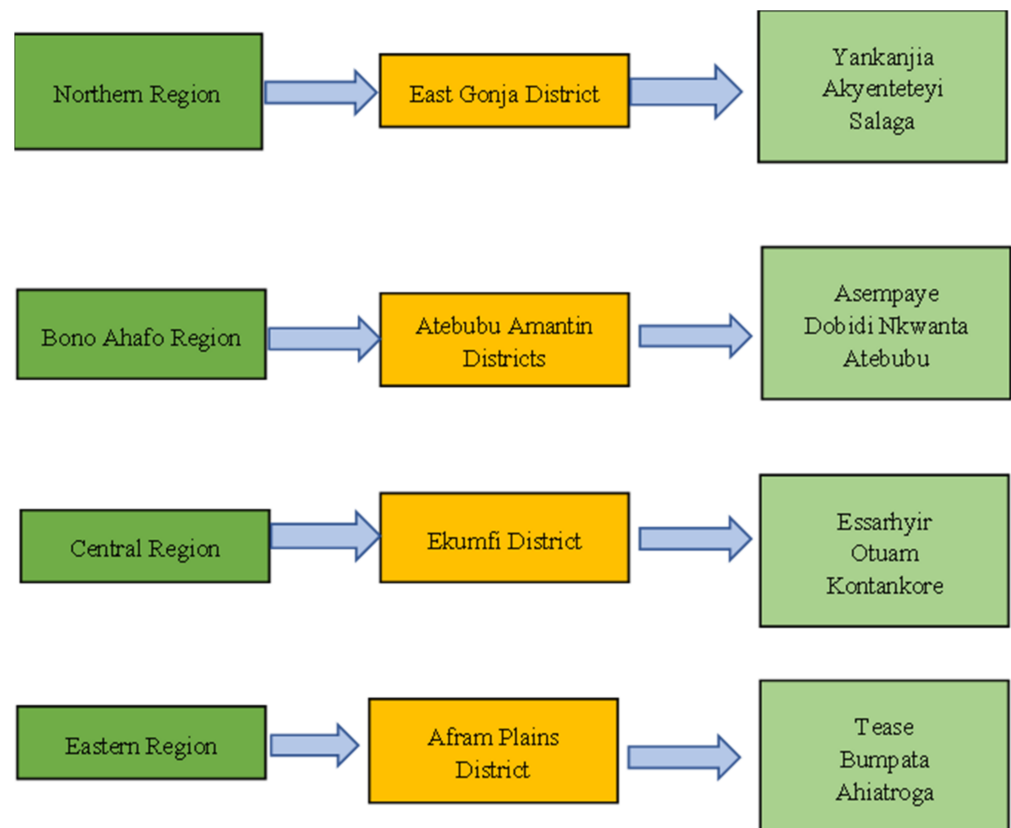 Northern Region
East Gonja District
Yankanjia
Akyenteteyi
Salaga
Bono Ahafo Region
Atebubu Amantin
Districts
Asempaye
Dobidi Nkwanta
Atebubu
Central Region
Ekumfi District
Essarhyir
Otuam
Kontankore
Eastern Region
Afram Plains
District
Tease
Bumpata
Ahiatroga